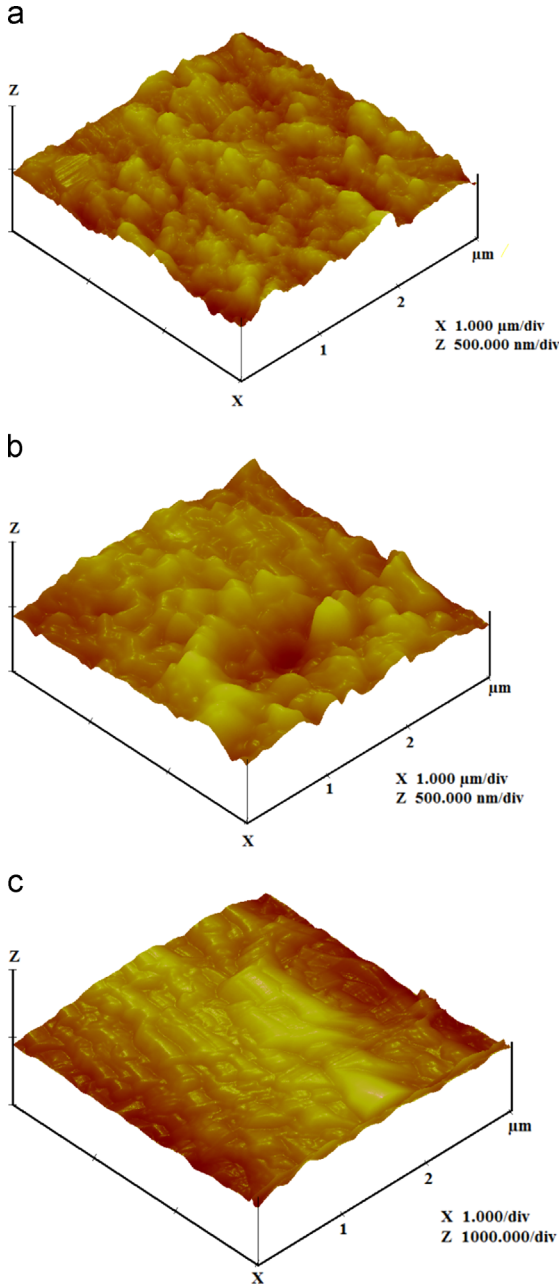 a
Z
µm
2
1
X 1.000 µm/div
Z 500.000 nm/div
X
b
Z
µm
2
1
X 1.000 µm/div
Z 500.000 nm/div
X
c
Z
µm
2
1
X 1.000/div
Z 1000.000/div
X